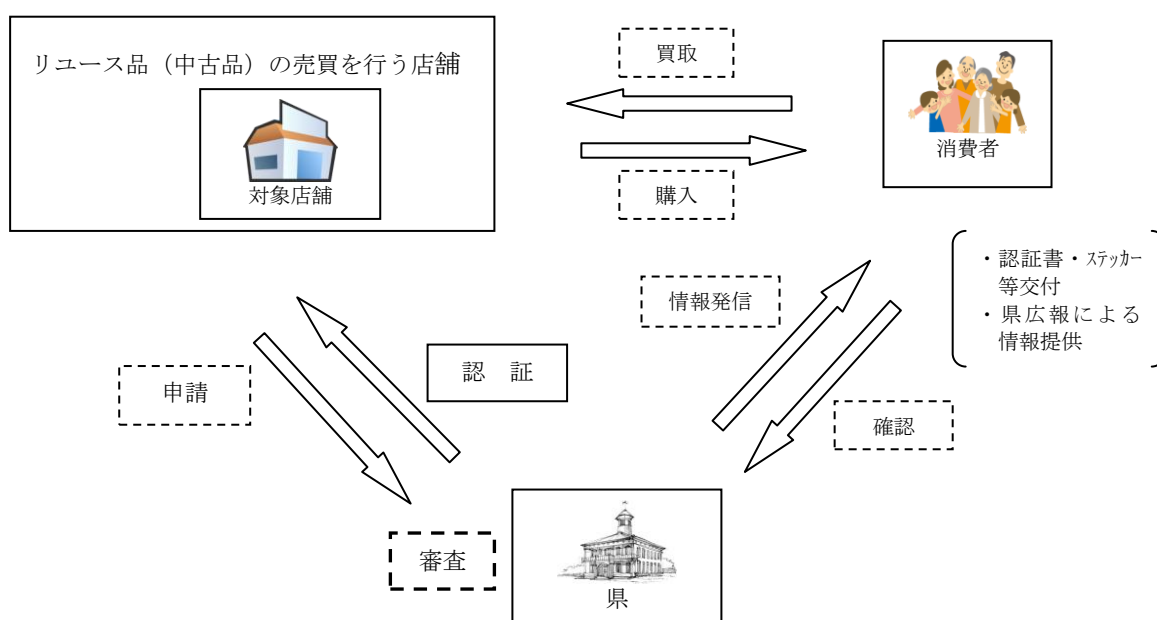 リユース品（中古品）の売買を行う店舗
対象店舗
買取
購入
消費者
・認証書・ｽﾃｯｶｰ
等交付
・県広報による
情報提供
情報発信
確認
申請
認　証
審査
県